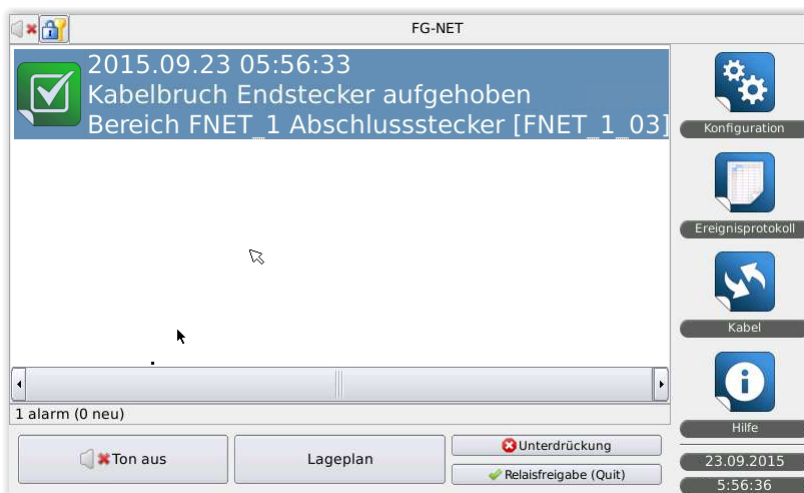 FG-NET
2015.09.23 05:56:33
Kabelbruch Endstecker aufgehoben
Bereich FNET_1 Abschlussstecker [FNET_1_03]
Konfiguration
Ereignisprotokoll
Kabel
Hilfe
1 alarm (0 neu)
Ton aus
Lageplan
Unterdrückung
Relaisfreigabe (Quit)
23.09.2015
5:56:36